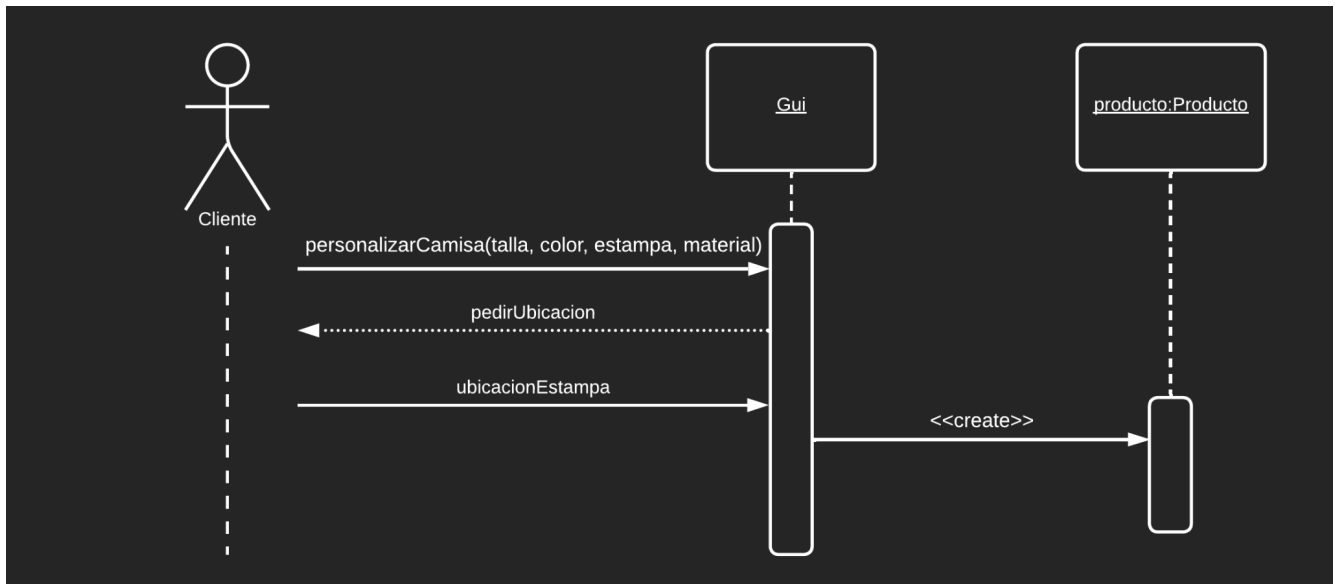 Gui
producto:Producto
Cliente
personalizarCamisa(talla, color, estampa, material)
pedirUbicacion
ubicacionEstampa
<<create>>